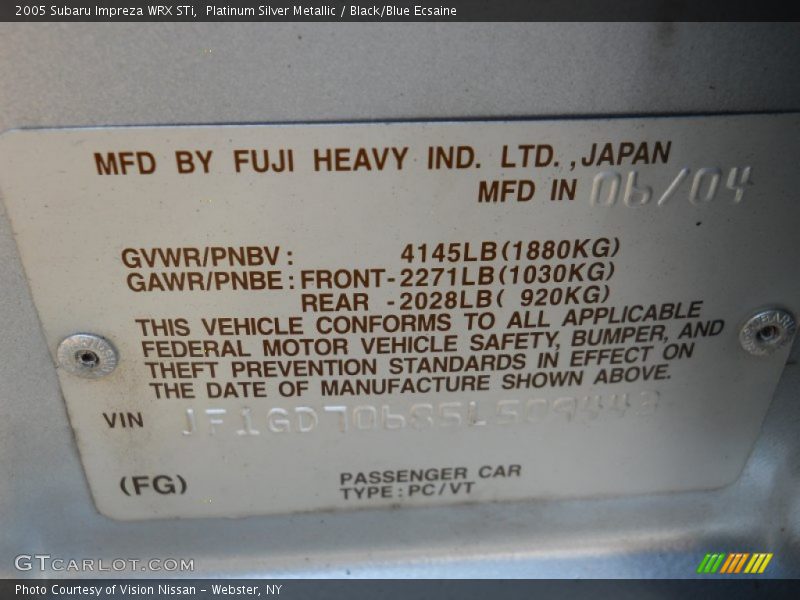 2005 Subaru Impreza WRX STi,  Platinum Silver Metallic / Black/Blue Ecsaine
MFD BY FUJI HEAVY IND. LTD.,JAPAN
MFD IN 06/04
GVWR/PNBV: 4145LB(1880KG)
GAWR/PNBE:FRONT-2271LB(1030KG)
REAR -2028LB( 920KG)
THIS VEHICLE CONFORMS TO ALL APPLICABLE
FEDERAL MOTOR VEHICLE SAFETY, BUMPER, AND
THEFT PREVENTION STANDARDS IN EFFECT ON
THE DATE OF MANUFACTURE SHOWN ABOVE.
VIN JF1GD70685L509443
(FG)
PASSENGER CAR
TYPE:PC/VT
GTCARLOT.COM
Photo Courtesy of Vision Nissan - Webster, NY